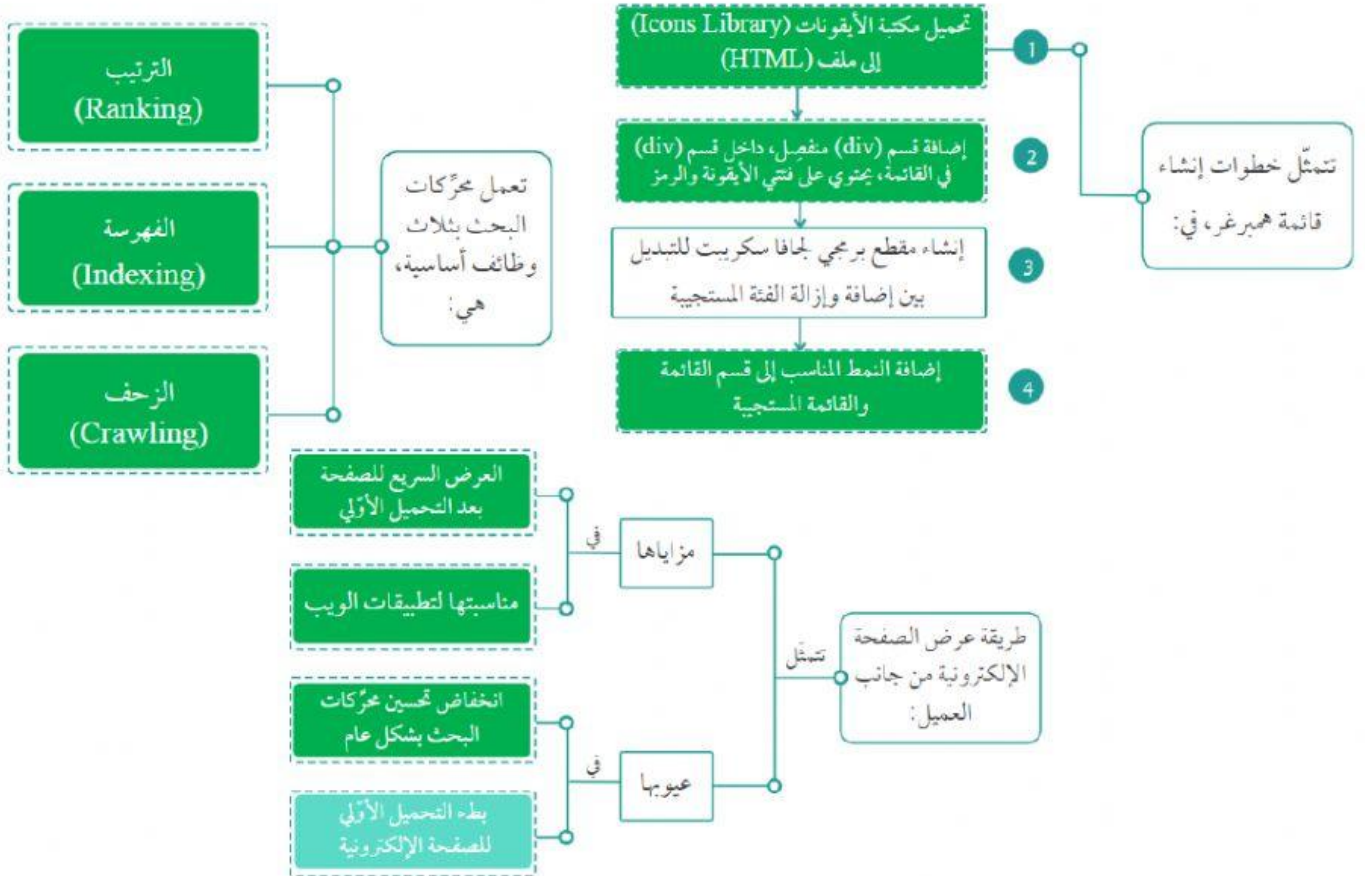 تتمثّل خطوات إنشاء
قائمة همبرغر، في:
1
تحميل مكتبة الأيقونات (Icons Library)
إلى ملف (HTML)
2
إضافة قسم (div) منفصِل، داخل قسم (div)
في القائمة، يحتوي على فئتي الأيقونة والرمز
3
إنشاء مقطع برمجي لجافا سكريبت للتبديل
بين إضافة وإزالة الفئة المستجيبة
4
إضافة النمط المناسب إلى قسم القائمة
والقائمة المستجيبة
تعمل محرِّكات
البحث بثلاث
وظائف أساسية،
هي:
الترتيب
(Ranking)
الفهرسة
(Indexing)
الزحف
(Crawling)
طريقة عرض الصفحة
الإلكترونية من جانب
العميل:
تتمثَّل
مزاياها
في
العرض السريع للصفحة
بعد التحميل الأوّلي
مناسبتها لتطبيقات الويب
عيوبها
في
انخفاض تحسين محرِّكات
البحث بشكل عام
بطء التحميل الأوّلي
للصفحة الإلكترونية